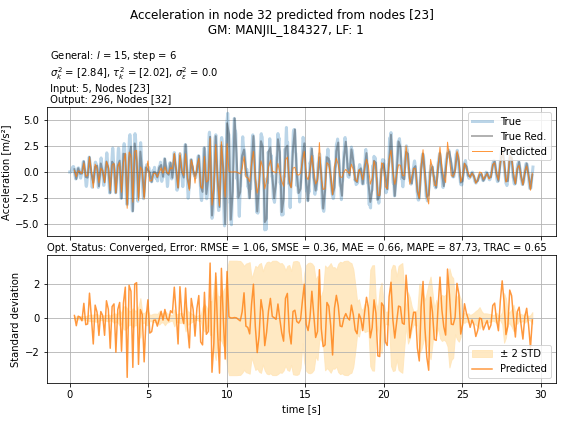 Acceleration in node 32 predicted from nodes [23]
GM: MANJIL_184327, LF: 1
General: l = 15, step = 6
σ²ₖ = [2.84], τ²ₖ = [2.02], σ²ε = 0.0
Input: 5, Nodes [23]
Output: 296, Nodes [32]
Acceleration [m/s²]
5.0
2.5
0.0
−2.5
−5.0
True
True Red.
Predicted
Opt. Status: Converged, Error: RMSE = 1.06, SMSE = 0.36, MAE = 0.66, MAPE = 87.73, TRAC = 0.65
Standard deviation
2
0
−2
± 2 STD
Predicted
0 5 10 15 20 25 30
time [s]